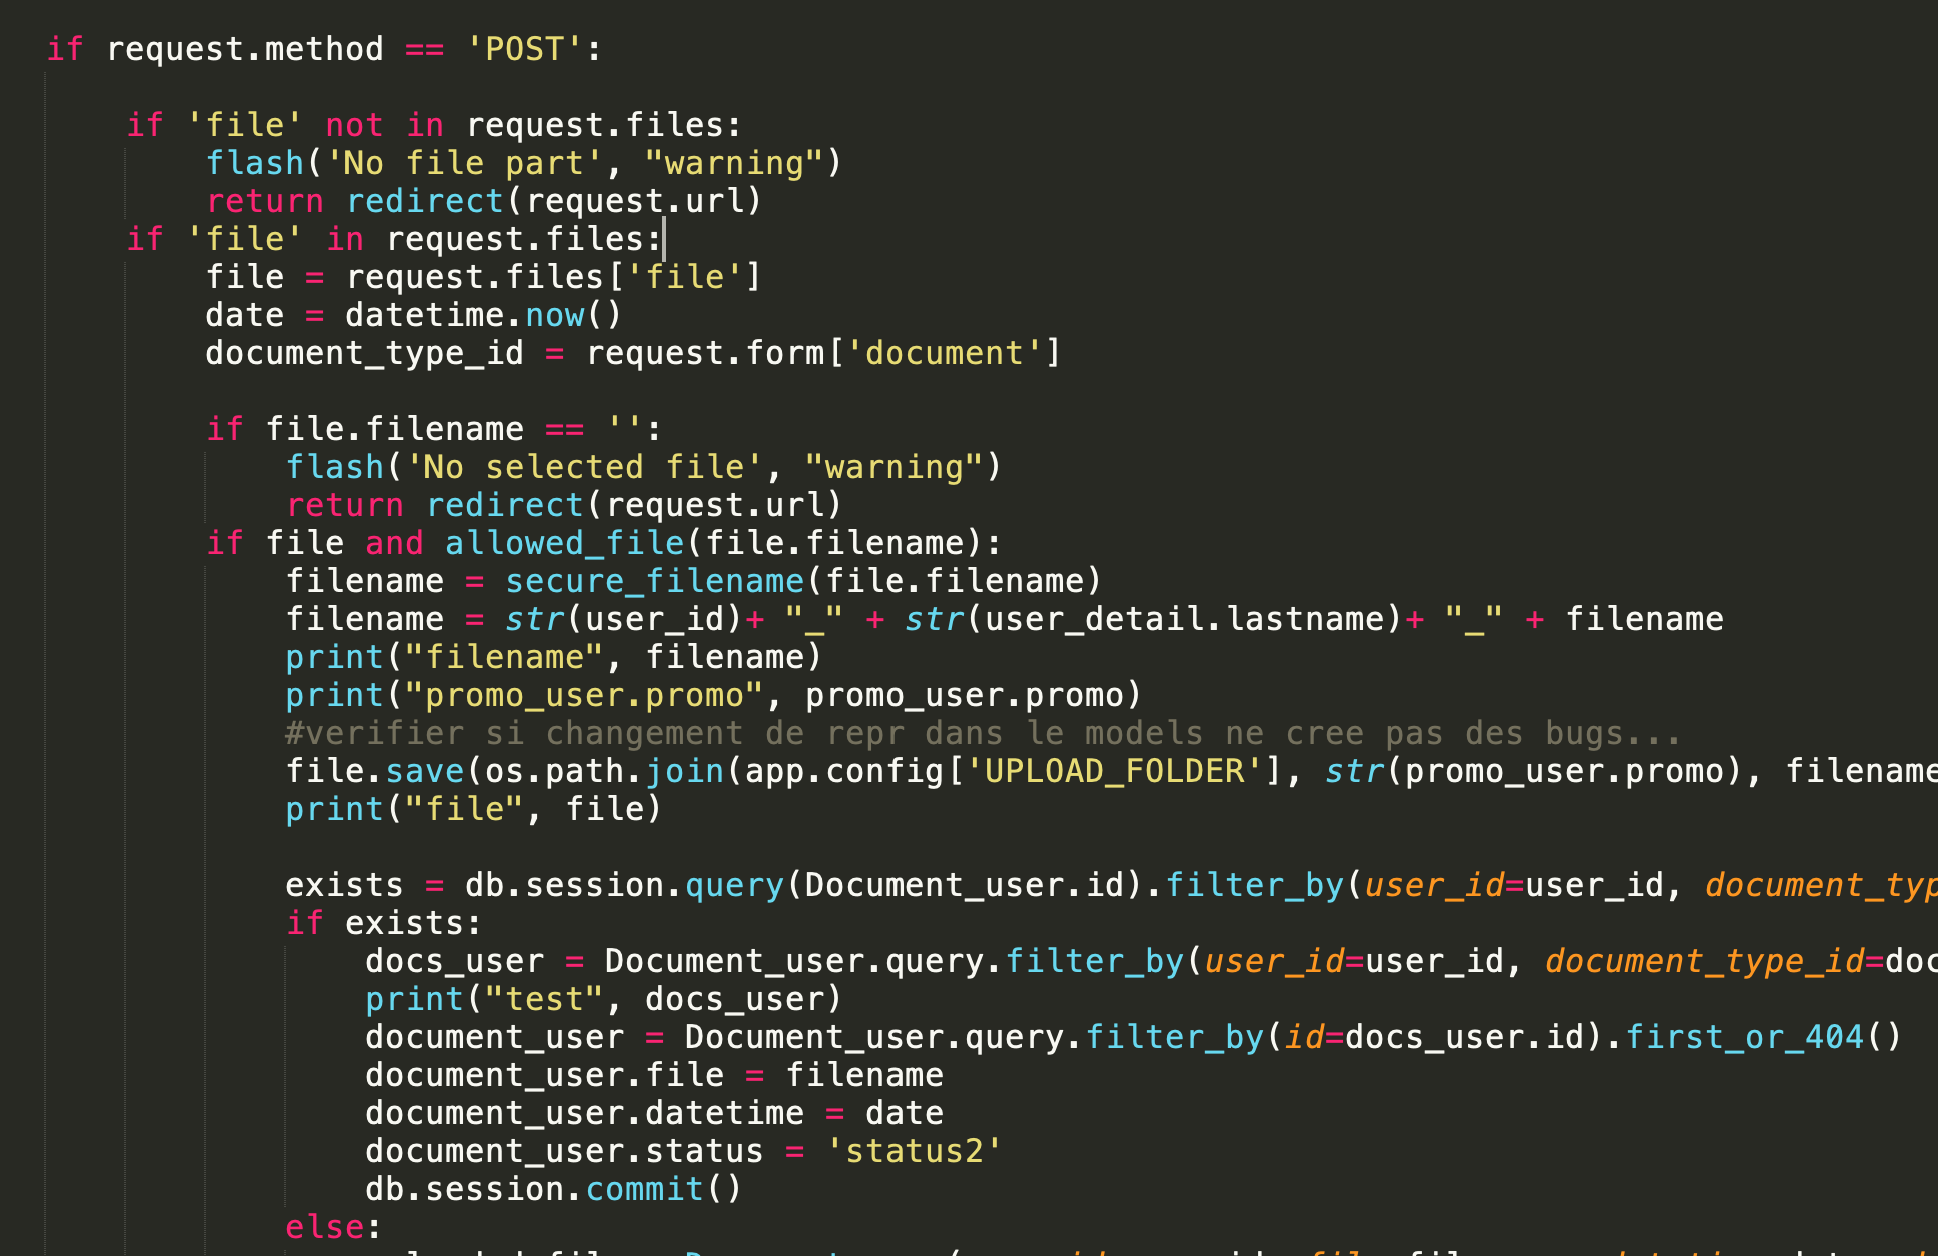 if request.method == 'POST':
if 'file' not in request.files:
flash('No file part', "warning")
return redirect(request.url)
if 'file' in request.files:
file = request.files['file']
date = datetime.now()
document_type_id = request.form['document']
if file.filename == '':
flash('No selected file', "warning")
return redirect(request.url)
if file and allowed_file(file.filename):
filename = secure_filename(file.filename)
filename = str(user_id)+ "_" + str(user_detail.lastname)+ "_" + filename
print("filename", filename)
print("promo_user.promo", promo_user.promo)
#verifier si changement de repr dans le models ne cree pas des bugs...
file.save(os.path.join(app.config['UPLOAD_FOLDER'], str(promo_user.promo), filename
print("file", file)
exists = db.session.query(Document_user.id).filter_by(user_id=user_id, document_typ
if exists:
docs_user = Document_user.query.filter_by(user_id=user_id, document_type_id=doc
print("test", docs_user)
document_user = Document_user.query.filter_by(id=docs_user.id).first_or_404()
document_user.file = filename
document_user.datetime = date
document_user.status = 'status2'
db.session.commit()
else: